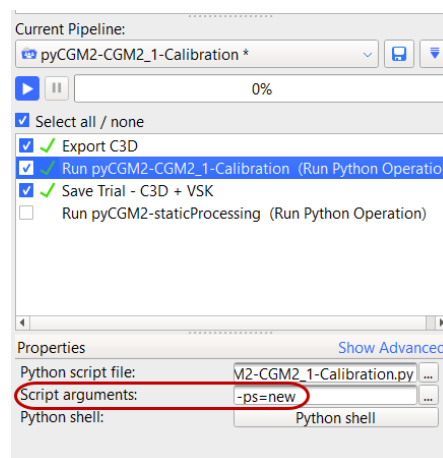 Current Pipeline:
pyCGM2-CGM2_1-Calibration *
0%
Select all / none
Export C3D
Run pyCGM2-CGM2_1-Calibration (Run Python Operatio
Save Trial - C3D + VSK
Run pyCGM2-staticProcessing (Run Python Operation)
Properties Show Advanced
Python script file: M2-CGM2_1-Calibration.py ...
Script arguments: -ps=new ...
Python shell: Python shell